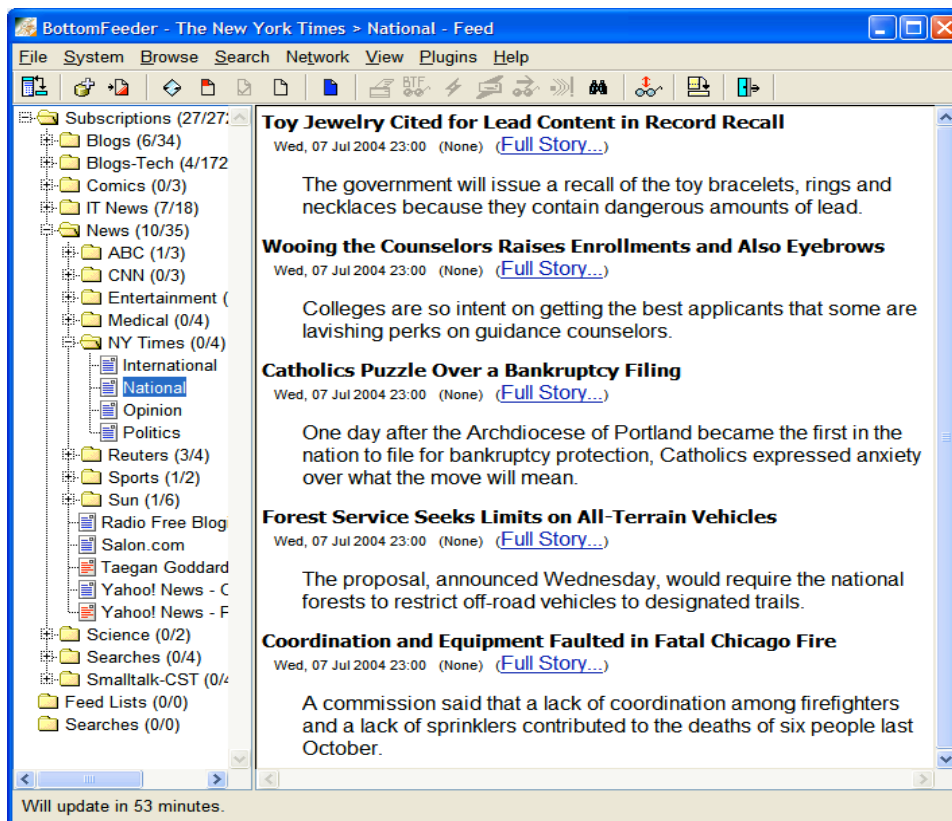 BottomFeeder - The New York Times > National - Feed
File System Browse Search Network View Plugins Help
BTF
Subscriptions (27/27
Blogs (6/34)
Blogs-Tech (4/172
Comics (0/3)
IT News (7/18)
News (10/35)
ABC (1/3)
CNN (0/3)
Entertainment (
Medical (0/4)
NY Times (0/4)
International
National
Opinion
Politics
Reuters (3/4)
Sports (1/2)
Sun (1/6)
Radio Free Blog
Salon.com
Taegan Goddard
Yahoo! News - C
Yahoo! News - F
Science (0/2)
Searches (0/4)
Smalltalk-CST (0/4
Feed Lists (0/0)
Searches (0/0)
Toy Jewelry Cited for Lead Content in Record Recall
Wed, 07 Jul 2004 23:00 (None) (Full Story...)
The government will issue a recall of the toy bracelets, rings and
necklaces because they contain dangerous amounts of lead.
Wooing the Counselors Raises Enrollments and Also Eyebrows
Wed, 07 Jul 2004 23:00 (None) (Full Story...)
Colleges are so intent on getting the best applicants that some are
lavishing perks on guidance counselors.
Catholics Puzzle Over a Bankruptcy Filing
Wed, 07 Jul 2004 23:00 (None) (Full Story...)
One day after the Archdiocese of Portland became the first in the
nation to file for bankruptcy protection, Catholics expressed anxiety
over what the move will mean.
Forest Service Seeks Limits on All-Terrain Vehicles
Wed, 07 Jul 2004 23:00 (None) (Full Story...)
The proposal, announced Wednesday, would require the national
forests to restrict off-road vehicles to designated trails.
Coordination and Equipment Faulted in Fatal Chicago Fire
Wed, 07 Jul 2004 23:00 (None) (Full Story...)
A commission said that a lack of coordination among firefighters
and a lack of sprinklers contributed to the deaths of six people last
October.
Will update in 53 minutes.